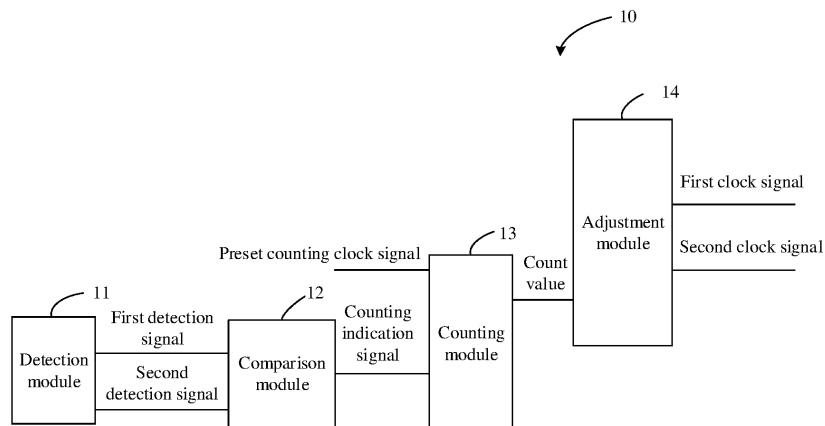 10
14
First clock signal
Adjustment
module
Second clock signal
13
Preset counting clock signal
Count
value
11
12
First detection
signal
Counting
indication
signal
Detection
module
Comparison
module
Counting
module
Second
detection signal